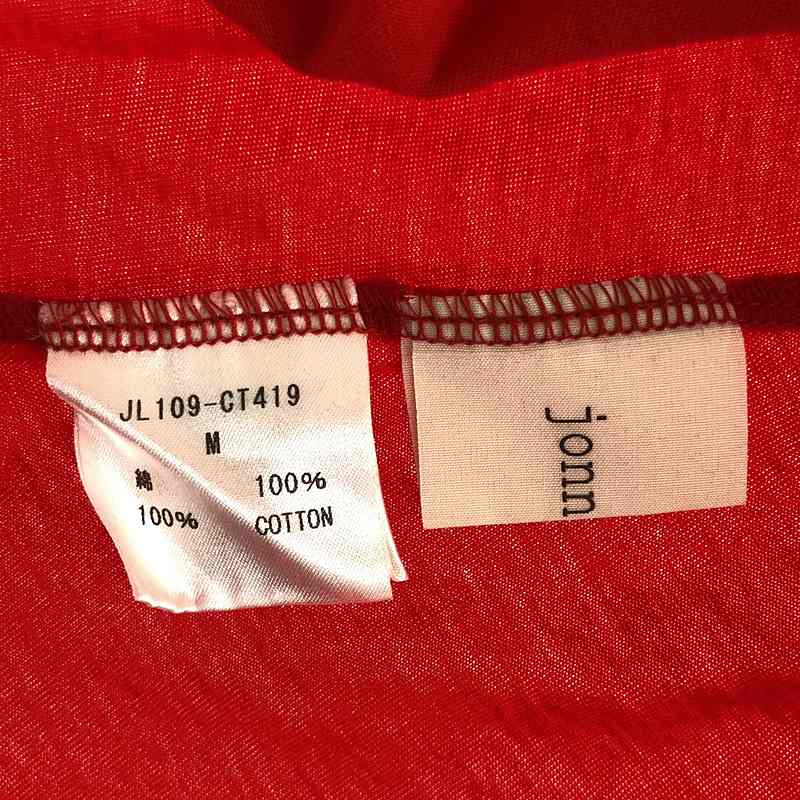 JL109-CT419
M
綿 100%
100% COTTON
jonn